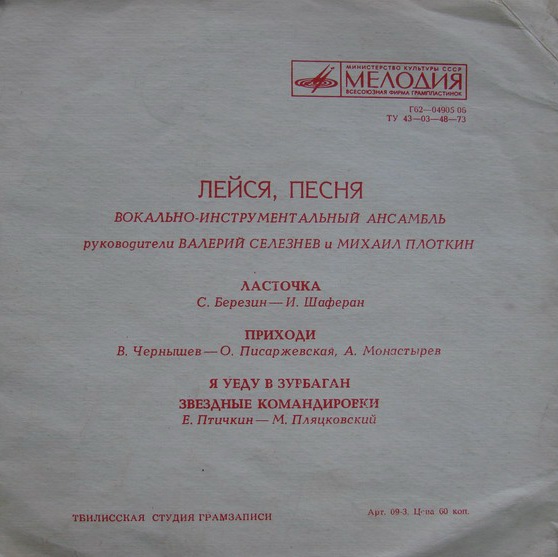 МИНИСТЕРСТВО КУЛЬТУРЫ СССР
МЕЛОДИЯ
ВСЕСОЮЗНАЯ ФИРМА ГРАМПЛАСТИНОК
Г62—04905 06
ТУ 43—03—48—73
ЛЕЙСЯ, ПЕСНЯ
ВОКАЛЬНО-ИНСТРУМЕНТАЛЬНЫЙ АНСАМБЛЬ
руководители ВАЛЕРИЙ СЕЛЕЗНЕВ и МИХАИЛ ПЛОТКИН
ЛАСТОЧКА
С. Березин — И. Шаферан
ПРИХОДИ
В. Чернышев — О. Писаржевская, А. Монастырев
Я УЕДУ В ЗУРБАГАН
ЗВЕЗДНЫЕ КОМАНДИРОВКИ
Е. Птичкин — М. Пляцковский
ТБИЛИССКАЯ СТУДИЯ ГРАМЗАПИСИ
Арт. 09-3. Цена 60 коп.